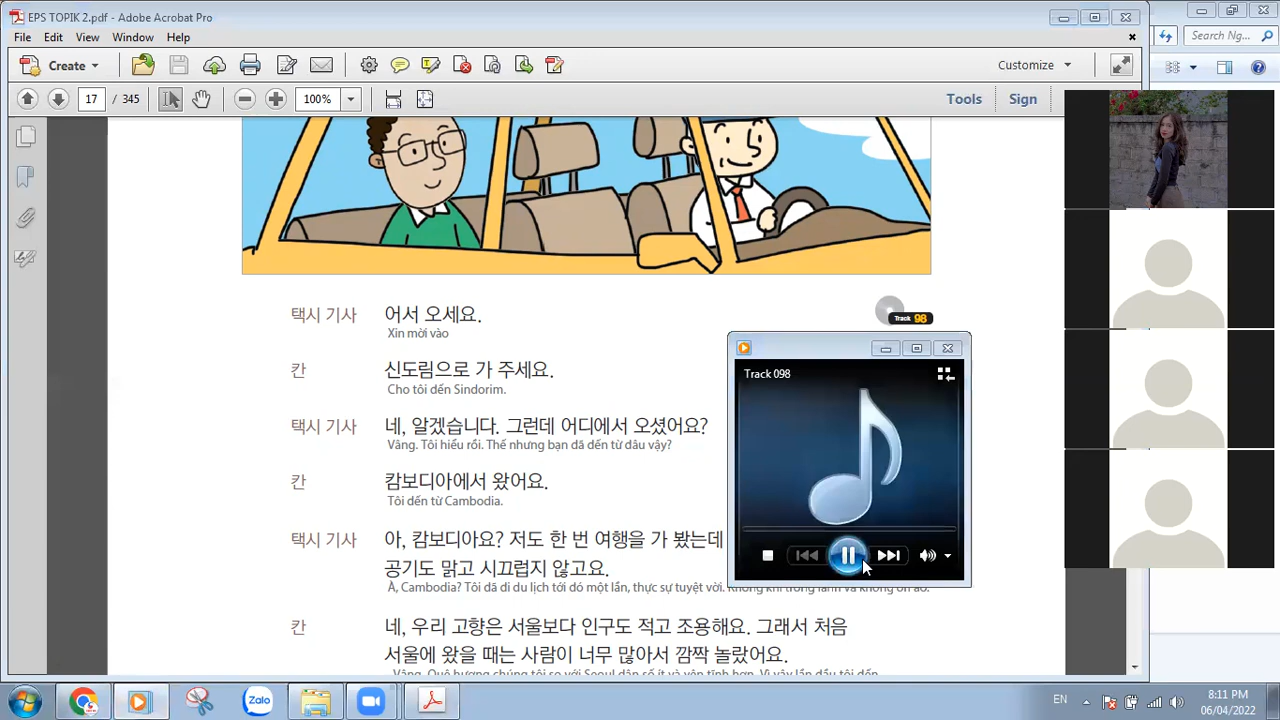 EPS TOPIK 2.pdf - Adobe Acrobat Pro
File Edit View Window Help
Create
Customize
17 / 345
100%
Tools Sign
Search Ng...
택시 기사 어서 오세요.
Xin mời vào
Track 98
칸 신도림으로 가 주세요.
Cho tôi đến Sindorim.
택시 기사 네, 알겠습니다. 그런데 어디에서 오셨어요?
Vâng. Tôi hiểu rồi. Thế nhưng bạn đã đến từ đâu vậy?
칸 캄보디아에서 왔어요.
Tôi đến từ Cambodia.
택시 기사 아, 캄보디아요? 저도 한 번 여행을 가 봤는데
공기도 맑고 시끄럽지 않고요.
À, Cambodia? Tôi đã đi du lịch tới đó một lần, thực sự tuyệt vời. Không khí trong lành và không ồn ào.
칸 네, 우리 고향은 서울보다 인구도 적고 조용해요. 그래서 처음
서울에 왔을 때는 사람이 너무 많아서 깜짝 놀랐어요.
Track 098
Zalo
EN
8:11 PM
06/04/2022